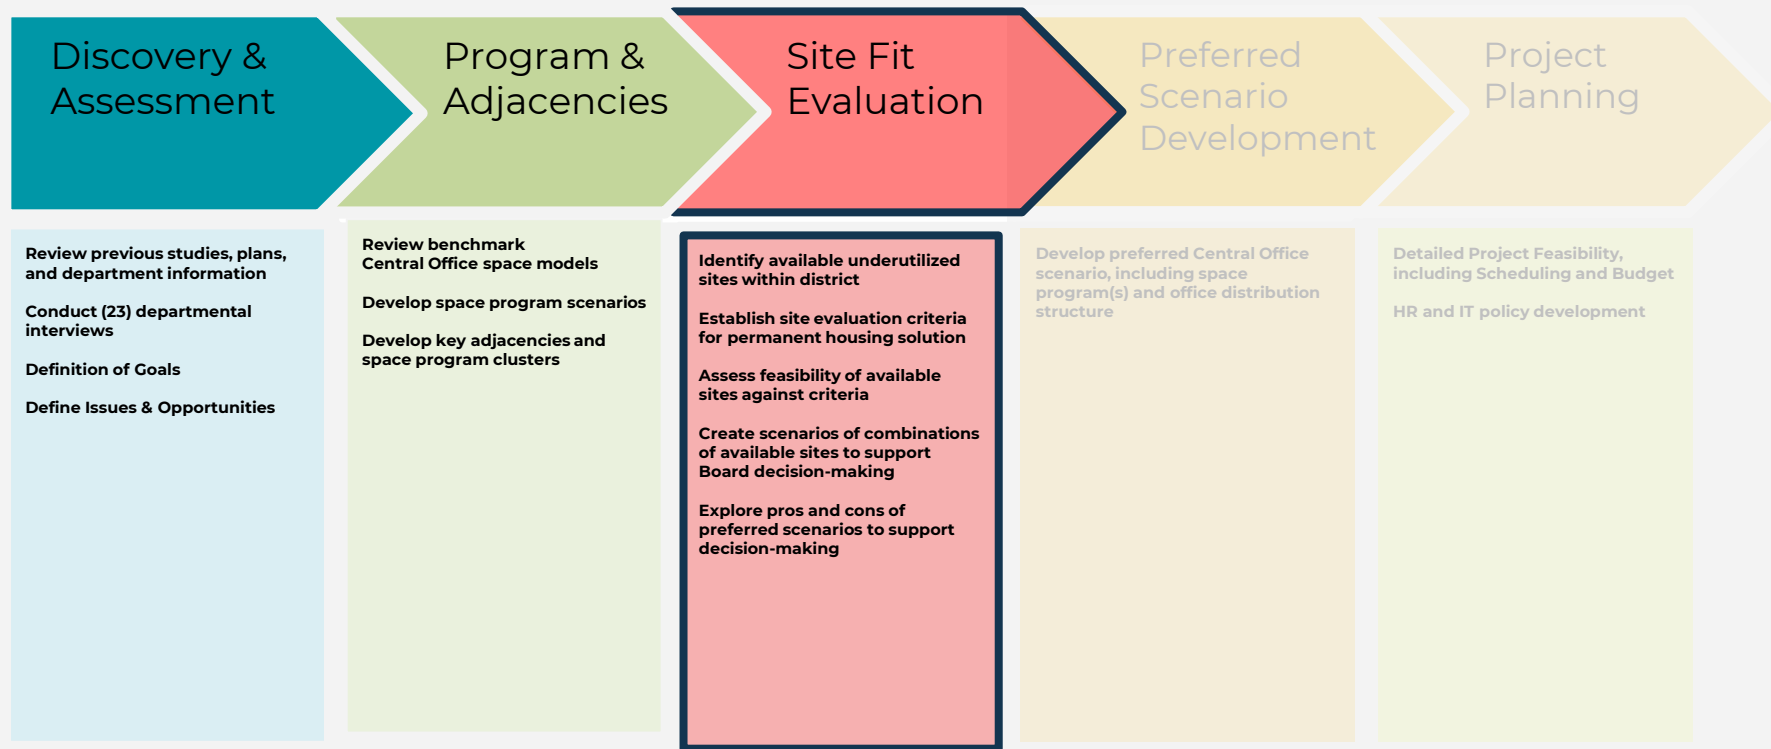 Discovery &
Assessment
Program &
Adjacencies
Site Fit
Evaluation
Preferred
Scenario
Development
Project
Planning
Review previous studies, plans,
and department information
Conduct (23) departmental
interviews
Definition of Goals
Define Issues & Opportunities
Review benchmark
Central Office space models
Develop space program scenarios
Develop key adjacencies and
space program clusters
Identify available underutilized
sites within district
Establish site evaluation criteria
for permanent housing solution
Assess feasibility of available
sites against criteria
Create scenarios of combinations
of available sites to support
Board decision-making
Explore pros and cons of
preferred scenarios to support
decision-making
Develop preferred Central Office
scenario, including space
program(s) and office distribution
structure
Detailed Project Feasibility,
including Scheduling and Budget
HR and IT policy development